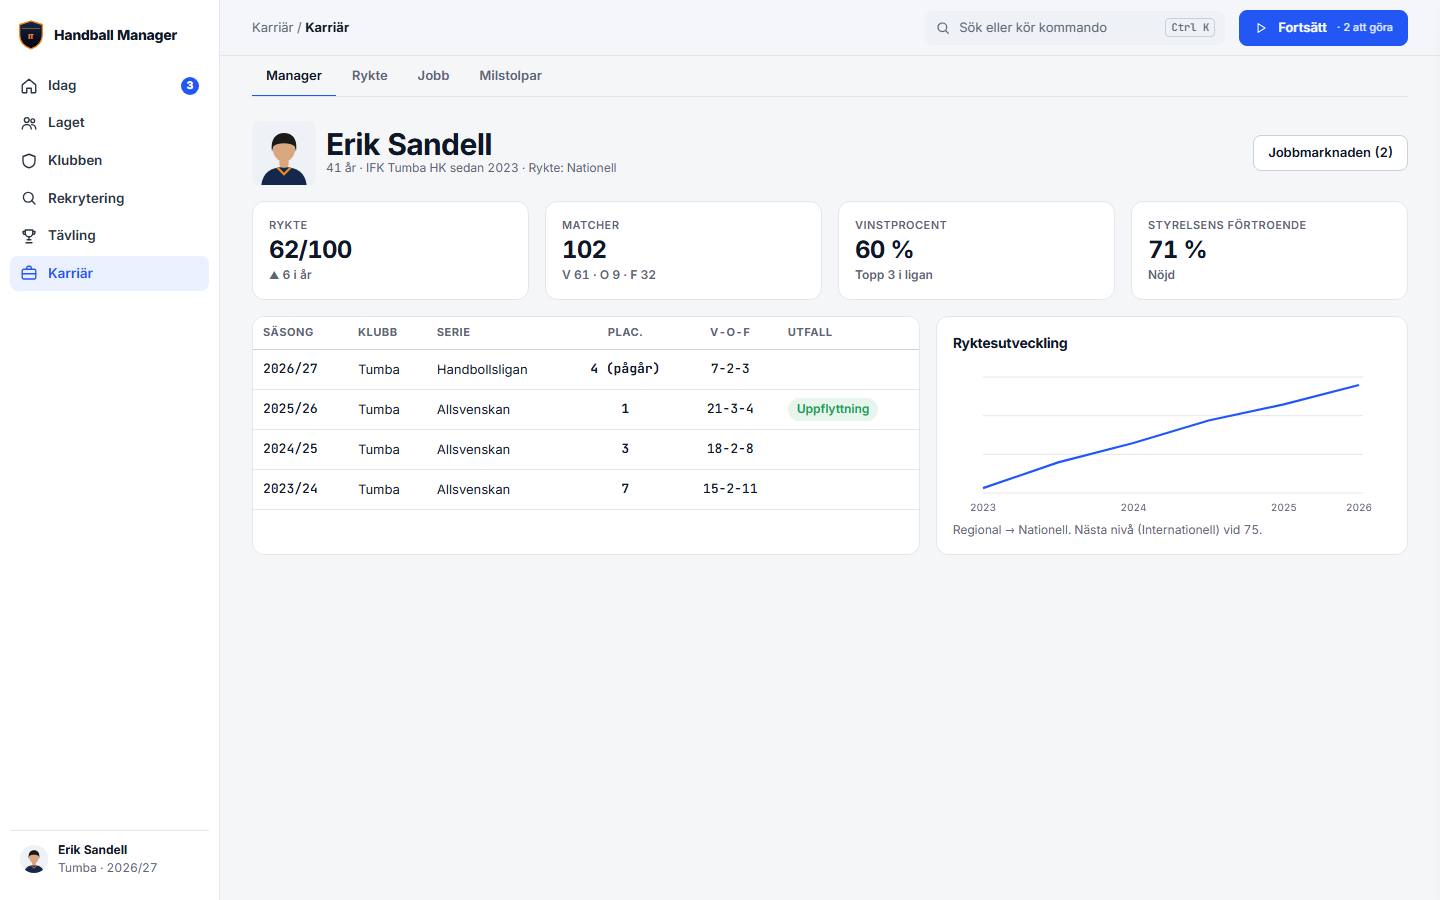 Handball Manager
Idag 3
Laget
Klubben
Rekrytering
Tävling
Karriär
Erik Sandell
Tumba · 2026/27
Karriär / Karriär
Sök eller kör kommando Ctrl K
Fortsätt · 2 att göra
Manager Rykte Jobb Milstolpar
Erik Sandell
41 år · IFK Tumba HK sedan 2023 · Rykte: Nationell
Jobbmarknaden (2)
RYKTE
62/100
▲ 6 i år
MATCHER
102
V 61 · O 9 · F 32
VINSTPROCENT
60 %
Topp 3 i ligan
STYRELSENS FÖRTROENDE
71 %
Nöjd
SÄSONG KLUBB SERIE PLAC. V-O-F UTFALL
2026/27 Tumba Handbollsligan 4 (pågår) 7-2-3
2025/26 Tumba Allsvenskan 1 21-3-4 Uppflyttning
2024/25 Tumba Allsvenskan 3 18-2-8
2023/24 Tumba Allsvenskan 7 15-2-11
Ryktesutveckling
2023 2024 2025 2026
Regional → Nationell. Nästa nivå (Internationell) vid 75.